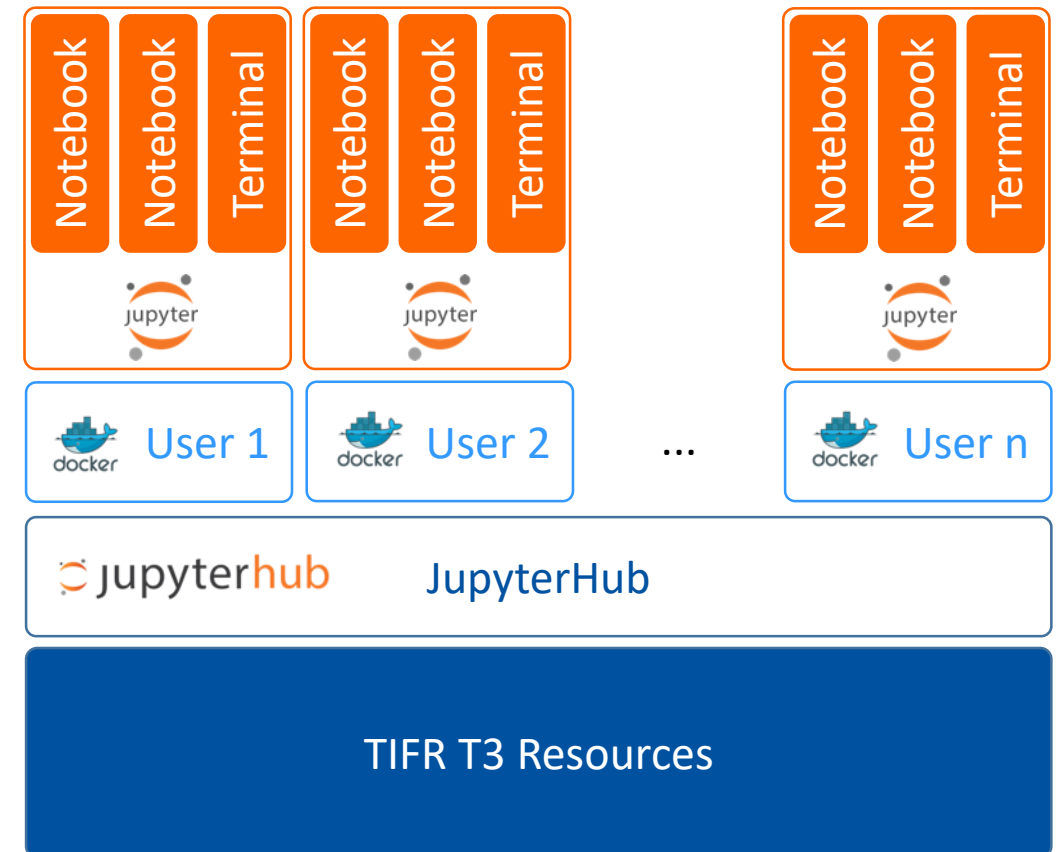 Notebook
Notebook
Terminal
Notebook
Notebook
Terminal
Notebook
Notebook
Terminal
jupyter
jupyter
jupyter
docker User 1
docker User 2
...
docker User n
jupyterhub JupyterHub
TIFR T3 Resources